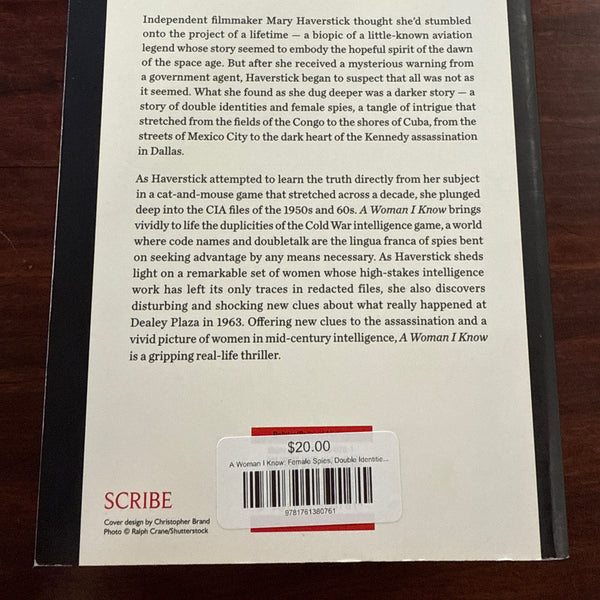 Independent filmmaker Mary Haverstick thought she'd stumbled
onto the project of a lifetime — a biopic of a little-known aviation
legend whose story seemed to embody the hopeful spirit of the dawn
of the space age. But after she received a mysterious warning from
a government agent, Haverstick began to suspect that all was not as
it seemed. What she found as she dug deeper was a darker story — a
story of double identities and female spies, a tangle of intrigue that
stretched from the fields of the Congo to the shores of Cuba, from the
streets of Mexico City to the dark heart of the Kennedy assassination
in Dallas.
As Haverstick attempted to learn the truth directly from her subject
in a cat-and-mouse game that stretched across a decade, she plunged
deep into the CIA files of the 1950s and 60s. A Woman I Know brings
vividly to life the duplicities of the Cold War intelligence game, a world
where code names and doubletalk are the lingua franca of spies bent
on seeking advantage by any means necessary. As Haverstick sheds
light on a remarkable set of women whose high-stakes intelligence
work has left its only traces in redacted files, she also discovers
disturbing and shocking new clues about what really happened at
Dealey Plaza in 1963. Offering new clues to the assassination and a
vivid picture of women in mid-century intelligence, A Woman I Know
is a gripping real-life thriller.
$20.00
A Woman I Know: Female Spies, Double Identitie...
9781761380761
SCRIBE
Cover design by Christopher Brand
Photo © Ralph Crane/Shutterstock